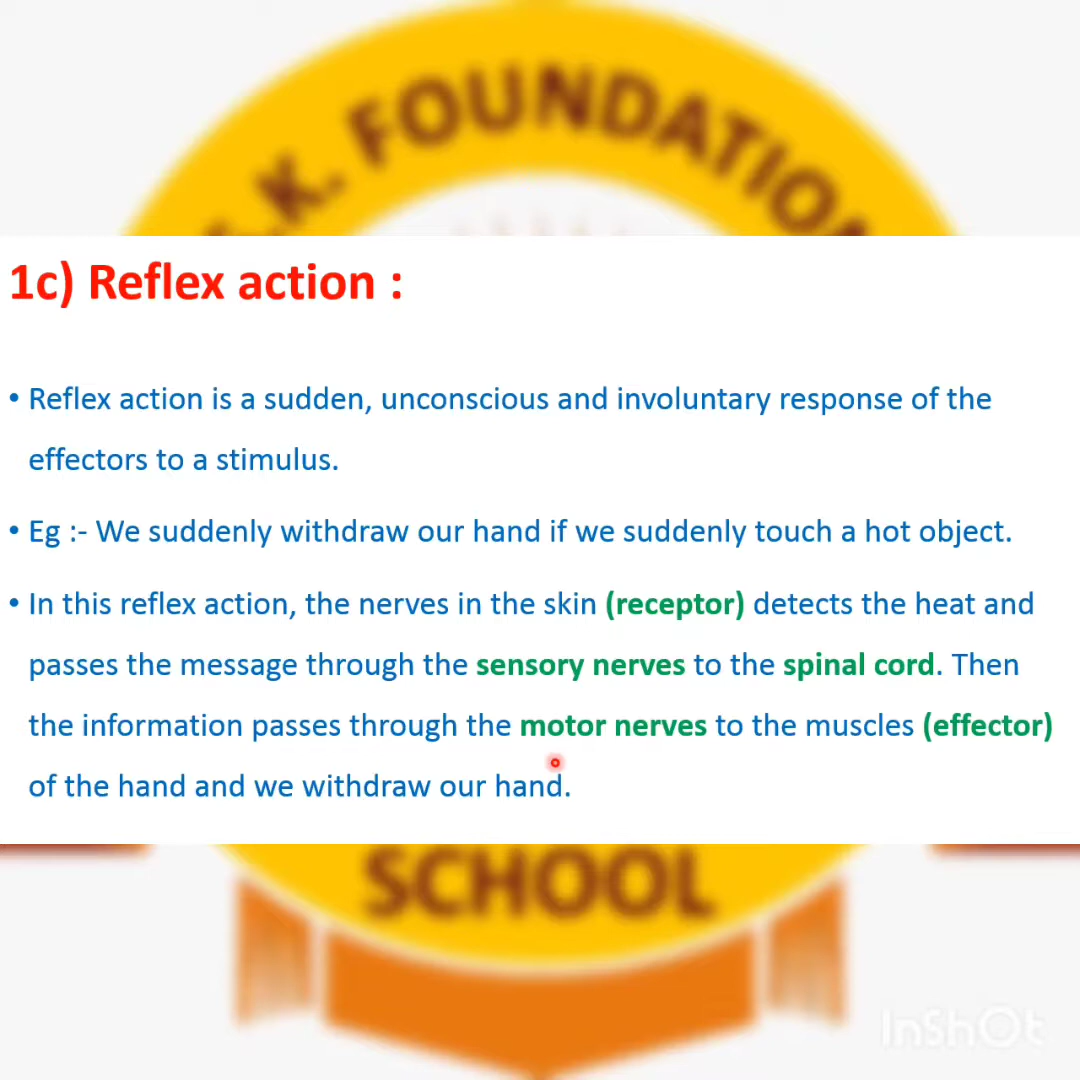 .K. FOUNDATION
1c) Reflex action :
• Reflex action is a sudden, unconscious and involuntary response of the
effectors to a stimulus.
• Eg :- We suddenly withdraw our hand if we suddenly touch a hot object.
• In this reflex action, the nerves in the skin (receptor) detects the heat and
passes the message through the sensory nerves to the spinal cord. Then
the information passes through the motor nerves to the muscles (effector)
of the hand and we withdraw our hand.
SCHOOL
InShOt